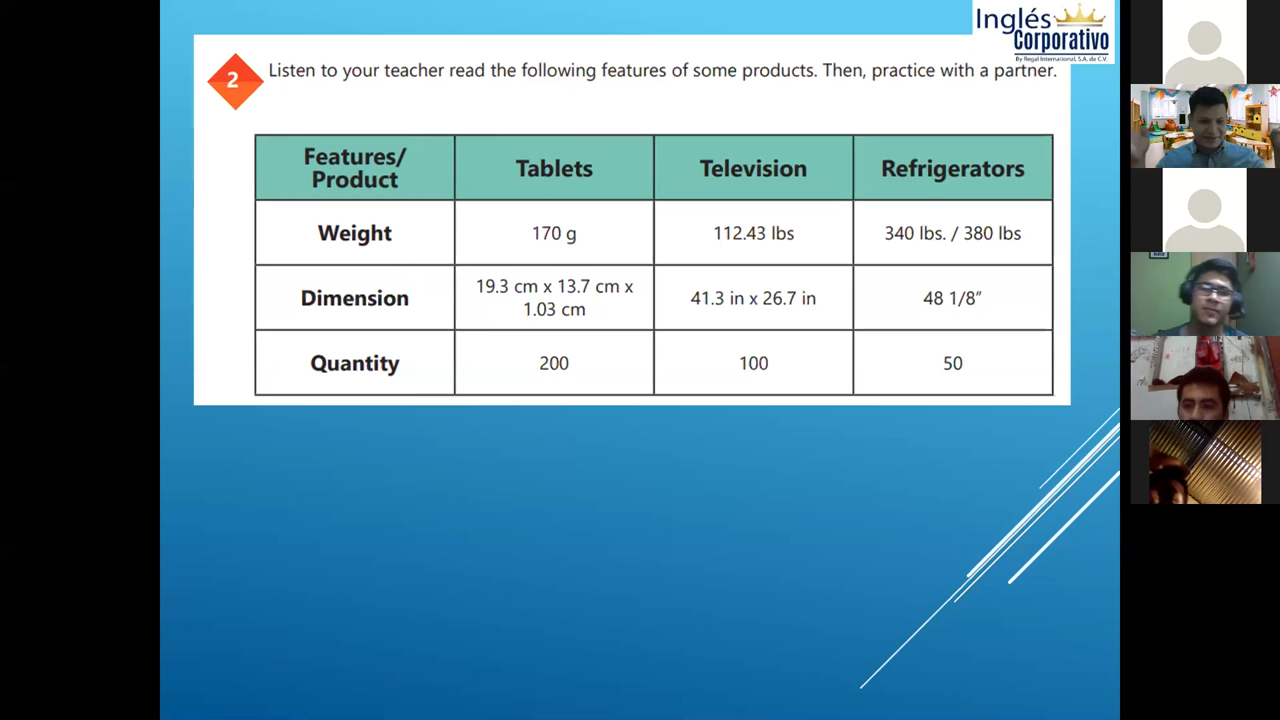 Inglés
Corporativo
By Regal International, S.A. de C.V.
2
Listen to your teacher read the following features of some products. Then, practice with a partner.
Features/ Tablets Television Refrigerators
Product
Weight 170 g 112.43 lbs 340 lbs. / 380 lbs
Dimension 19.3 cm x 13.7 cm x 41.3 in x 26.7 in 48 1/8”
1.03 cm
Quantity 200 100 50